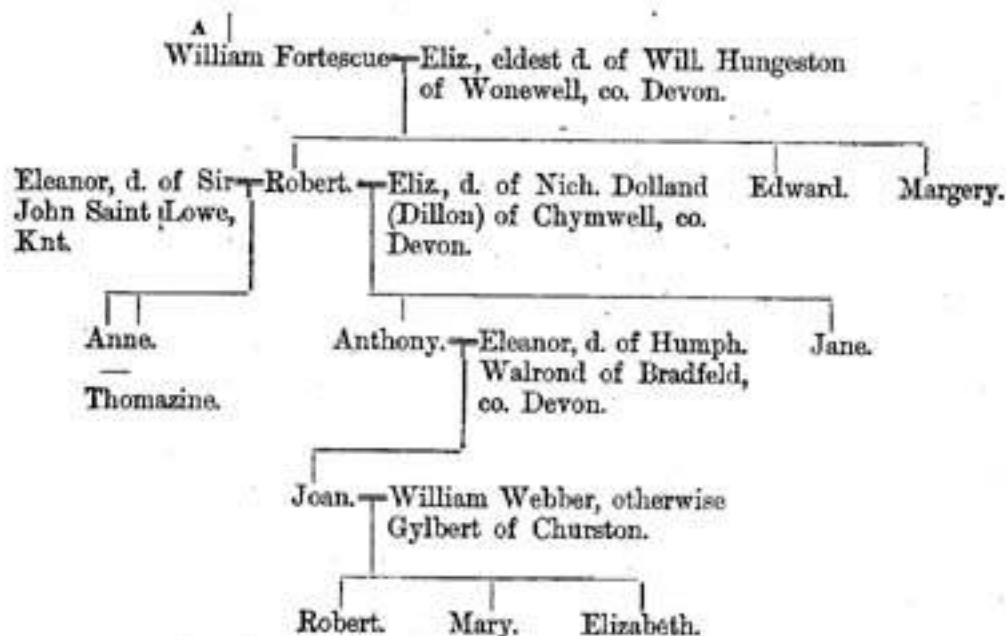 A
William Fortescue Eliz., eldest d. of Will. Hungeston
of Wonewell, co. Devon.
Eleanor, d. of Sir Robert. Eliz., d. of Nich. Dolland Edward. Margery.
John Saint Lowe, (Dillon) of Chymwell, co.
Knt. Devon.
Anne. Anthony. Eleanor, d. of Humph. Jane.
Walrond of Bradfeld,
Thomazine. co. Devon.
Joan. William Webber, otherwise
Gylbert of Churston.
Robert. Mary. Elizabeth.